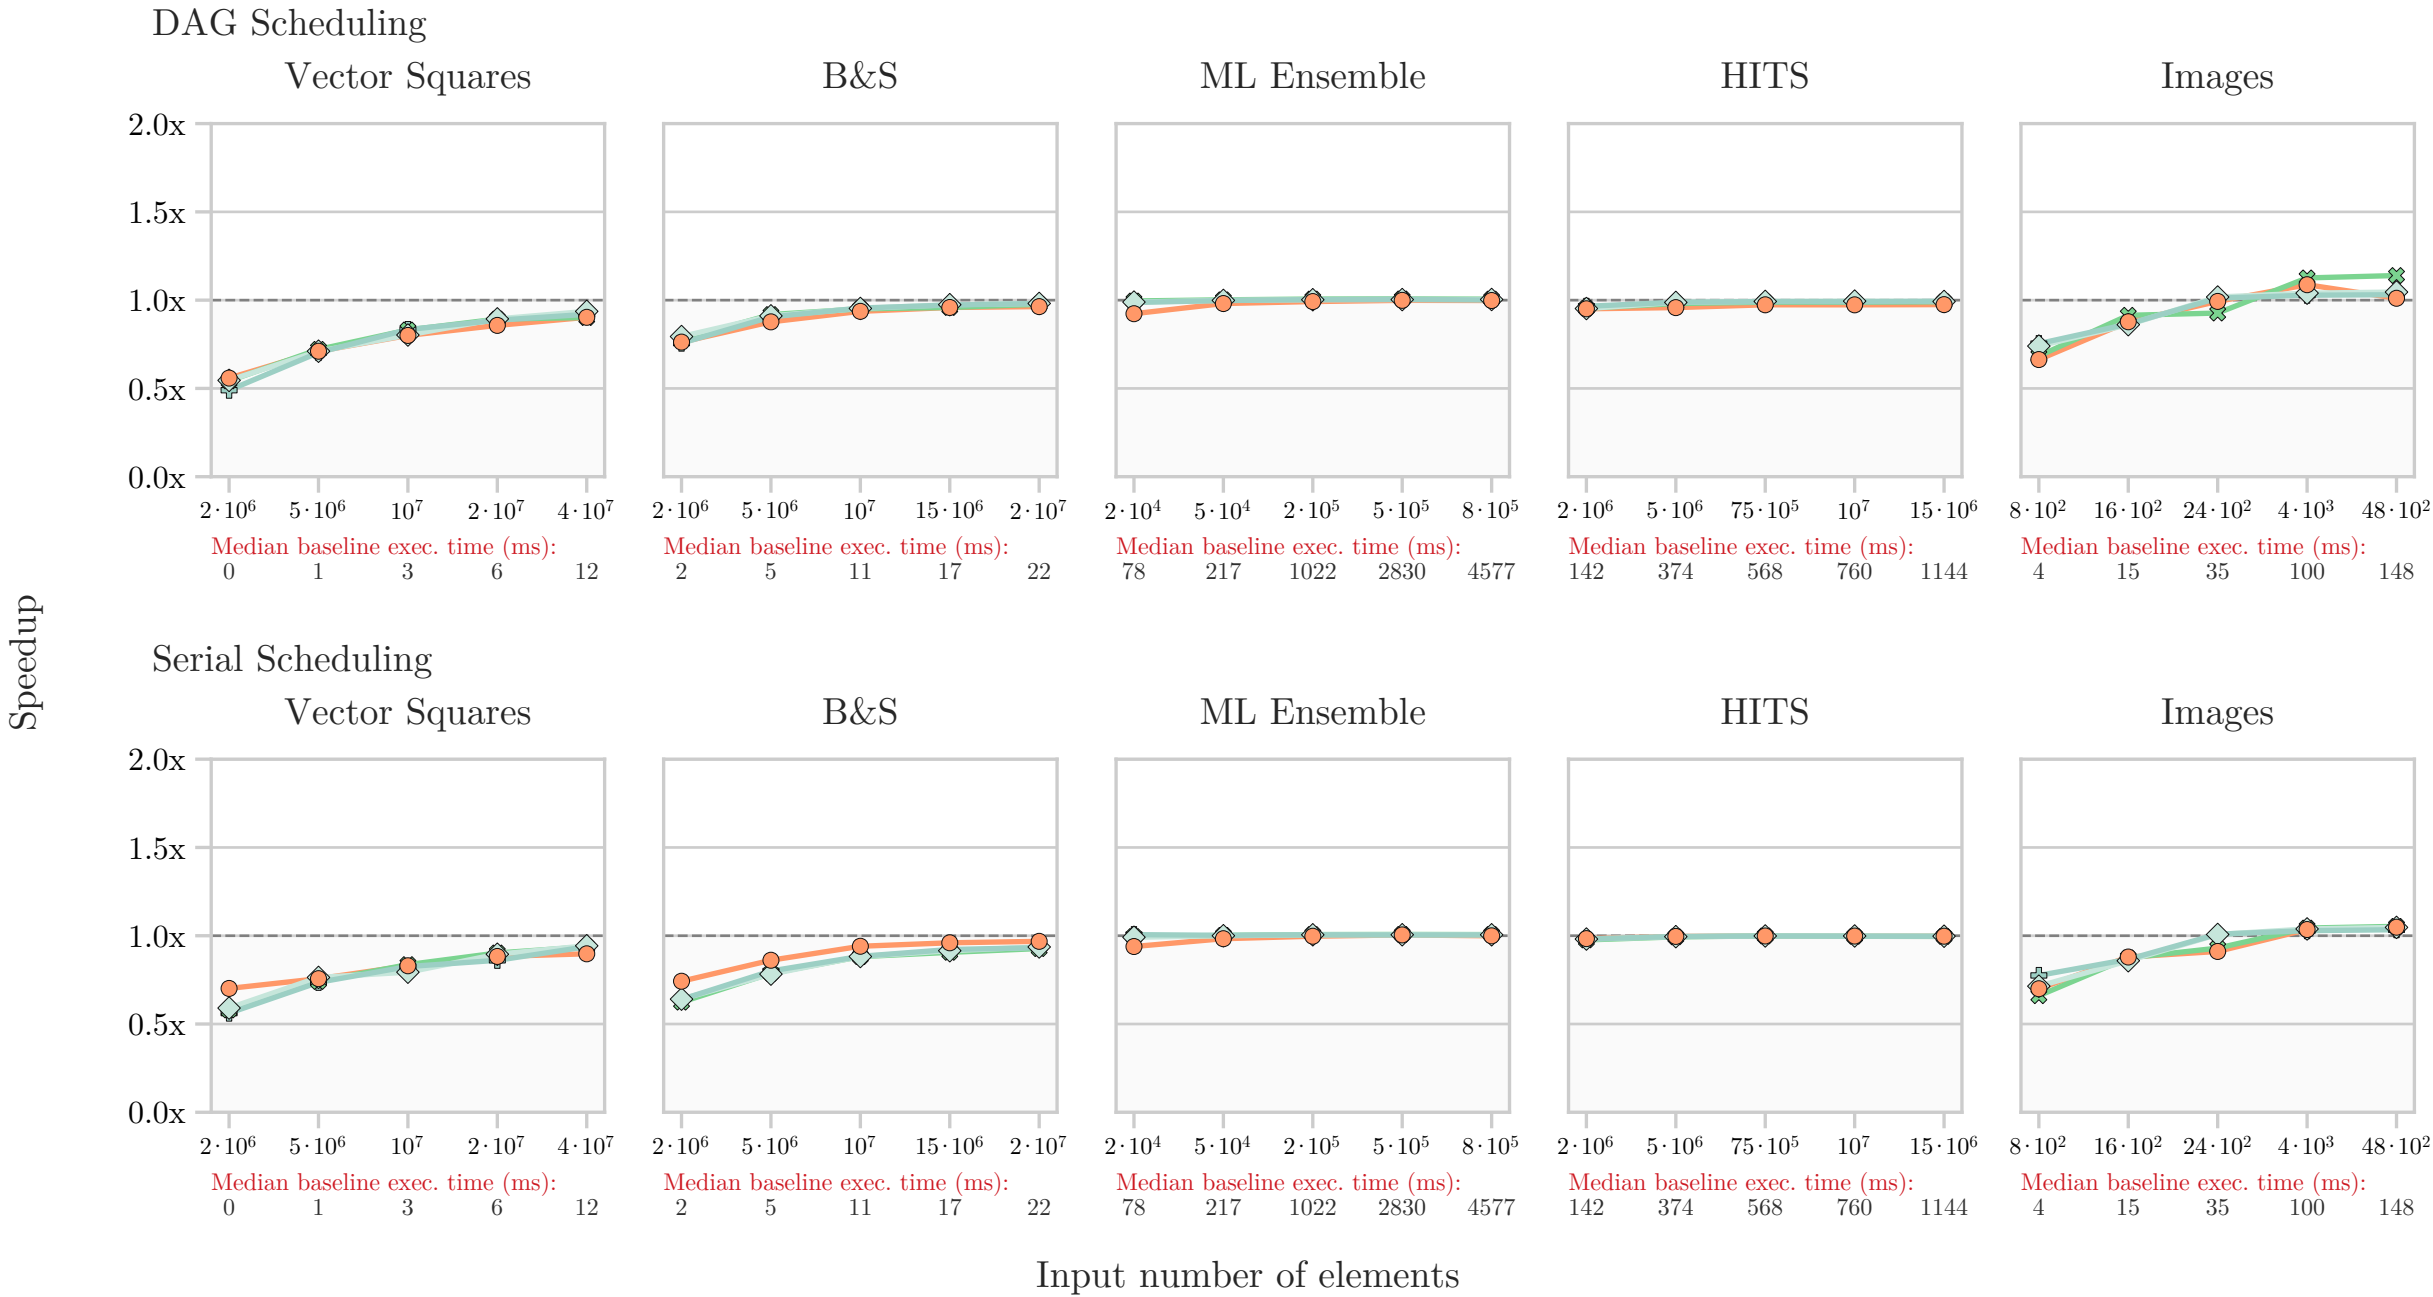 DAG Scheduling
Vector Squares B&S ML Ensemble HITS Images
2.0x
1.5x
1.0x
0.5x
0.0x
2·10⁶ 5·10⁶ 10⁷ 2·10⁷ 4·10⁷ 2·10⁶ 5·10⁶ 10⁷ 15·10⁶ 2·10⁷ 2·10⁴ 5·10⁴ 2·10⁵ 5·10⁵ 8·10⁵ 2·10⁶ 5·10⁶ 75·10⁵ 10⁷ 15·10⁶ 8·10² 16·10² 24·10² 4·10³ 48·10²
Median baseline exec. time (ms): Median baseline exec. time (ms): Median baseline exec. time (ms): Median baseline exec. time (ms): Median baseline exec. time (ms):
0 1 3 6 12 2 5 11 17 22 78 217 1022 2830 4577 142 374 568 760 1144 4 15 35 100 148
Speedup
Serial Scheduling
Vector Squares B&S ML Ensemble HITS Images
2.0x
1.5x
1.0x
0.5x
0.0x
2·10⁶ 5·10⁶ 10⁷ 2·10⁷ 4·10⁷ 2·10⁶ 5·10⁶ 10⁷ 15·10⁶ 2·10⁷ 2·10⁴ 5·10⁴ 2·10⁵ 5·10⁵ 8·10⁵ 2·10⁶ 5·10⁶ 75·10⁵ 10⁷ 15·10⁶ 8·10² 16·10² 24·10² 4·10³ 48·10²
Median baseline exec. time (ms): Median baseline exec. time (ms): Median baseline exec. time (ms): Median baseline exec. time (ms): Median baseline exec. time (ms):
0 1 3 6 12 2 5 11 17 22 78 217 1022 2830 4577 142 374 568 760 1144 4 15 35 100 148
Input number of elements